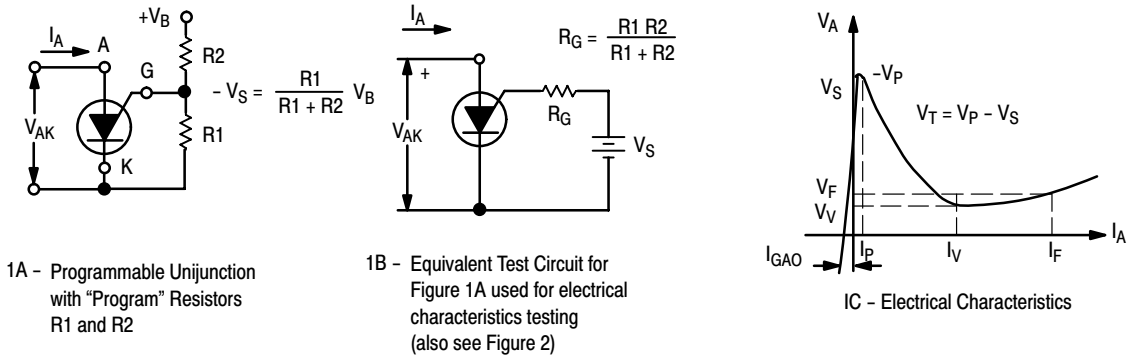 +V_B
I_A
A
R2
G
– V_S = R1 / R1 + R2 V_B
V_AK
R1
K
1A – Programmable Unijunction
with “Program” Resistors
R1 and R2
I_A
R_G = R1 R2 / R1 + R2
+
V_AK
R_G
V_S
1B – Equivalent Test Circuit for
Figure 1A used for electrical
characteristics testing
(also see Figure 2)
V_A
–V_P
V_S
V_T = V_P – V_S
V_F
V_V
I_A
I_GAO
I_P
I_V
I_F
IC – Electrical Characteristics